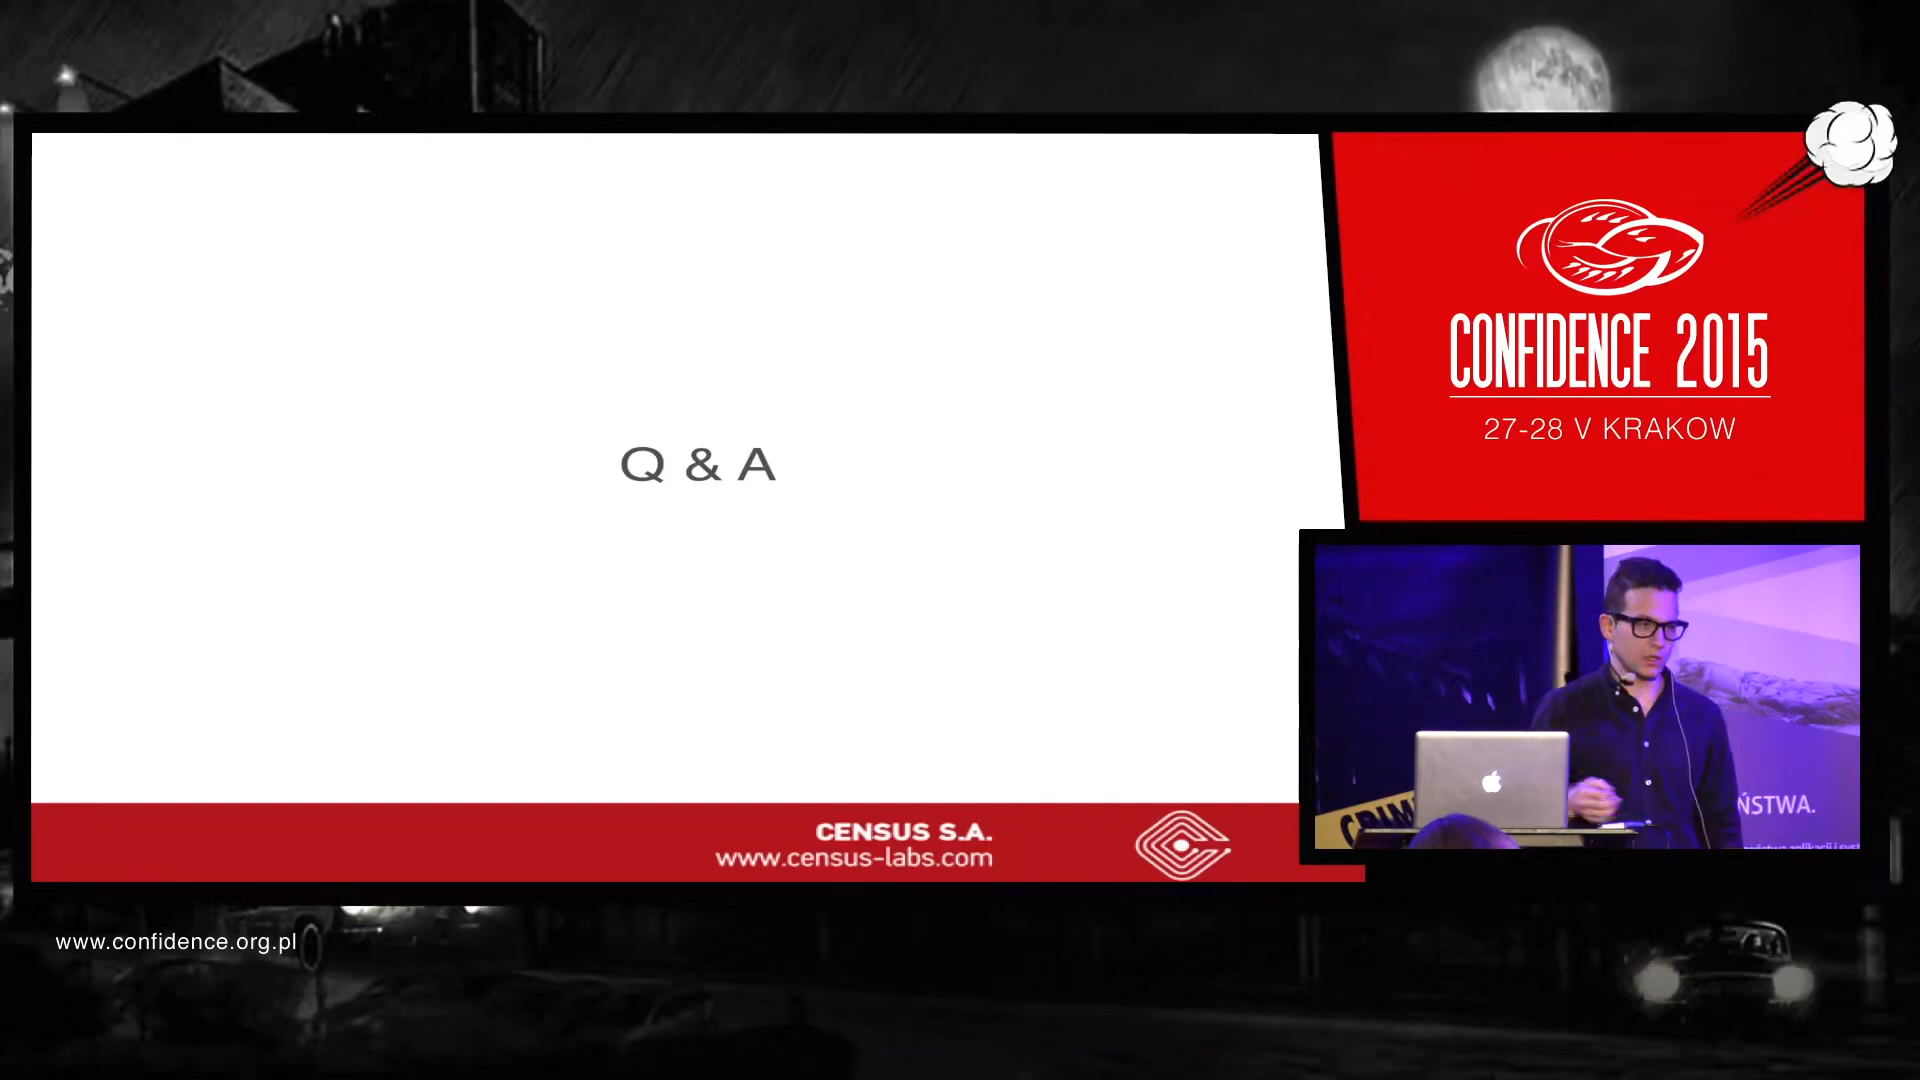 Q & A
CENSUS S.A.
www.census-labs.com
CONFIDENCE 2015
27-28 V KRAKOW
ŃSTWA.
www.confidence.org.pl